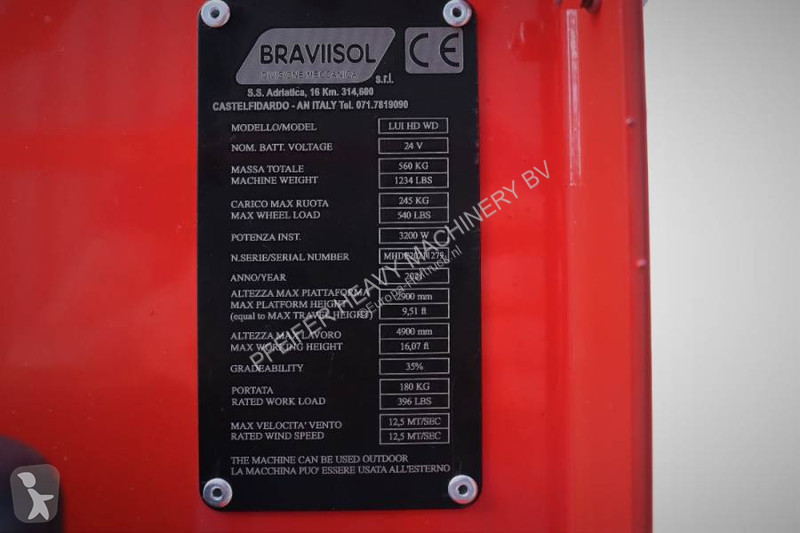 BRAVIISOL
DIVISIONE MECCANICA
s.r.l.
CE
S.S. Adriatica, 16 Km. 314,600
CASTELFIDARDO - AN ITALY Tel. 071.7819090
MODELLO/MODEL LUI HD WD
NOM. BATT. VOLTAGE 24 V
MASSA TOTALE 560 KG
MACHINE WEIGHT 1234 LBS
CARICO MAX RUOTA 245 KG
MAX WHEEL LOAD 540 LBS
POTENZA INST. 3200 W
N.SERIE/SERIAL NUMBER
ANNO/YEAR
ALTEZZA MAX PIATTAFORMA 2900 mm
MAX PLATFORM HEIGHT 9,51 ft
(equal to MAX TRAVEL HEIGHT)
ALTEZZA MAX LAVORO 4900 mm
MAX WORKING HEIGHT 16,07 ft
GRADEABILITY 35%
PORTATA 180 KG
RATED WORK LOAD 396 LBS
MAX VELOCITA' VENTO 12,5 MT/SEC
RATED WIND SPEED 12,5 MT/SEC
THE MACHINE CAN BE USED OUTDOOR
LA MACCHINA PUO' ESSERE USATA ALL'ESTERNO
PFEIFER HEAVY MACHINERY BV